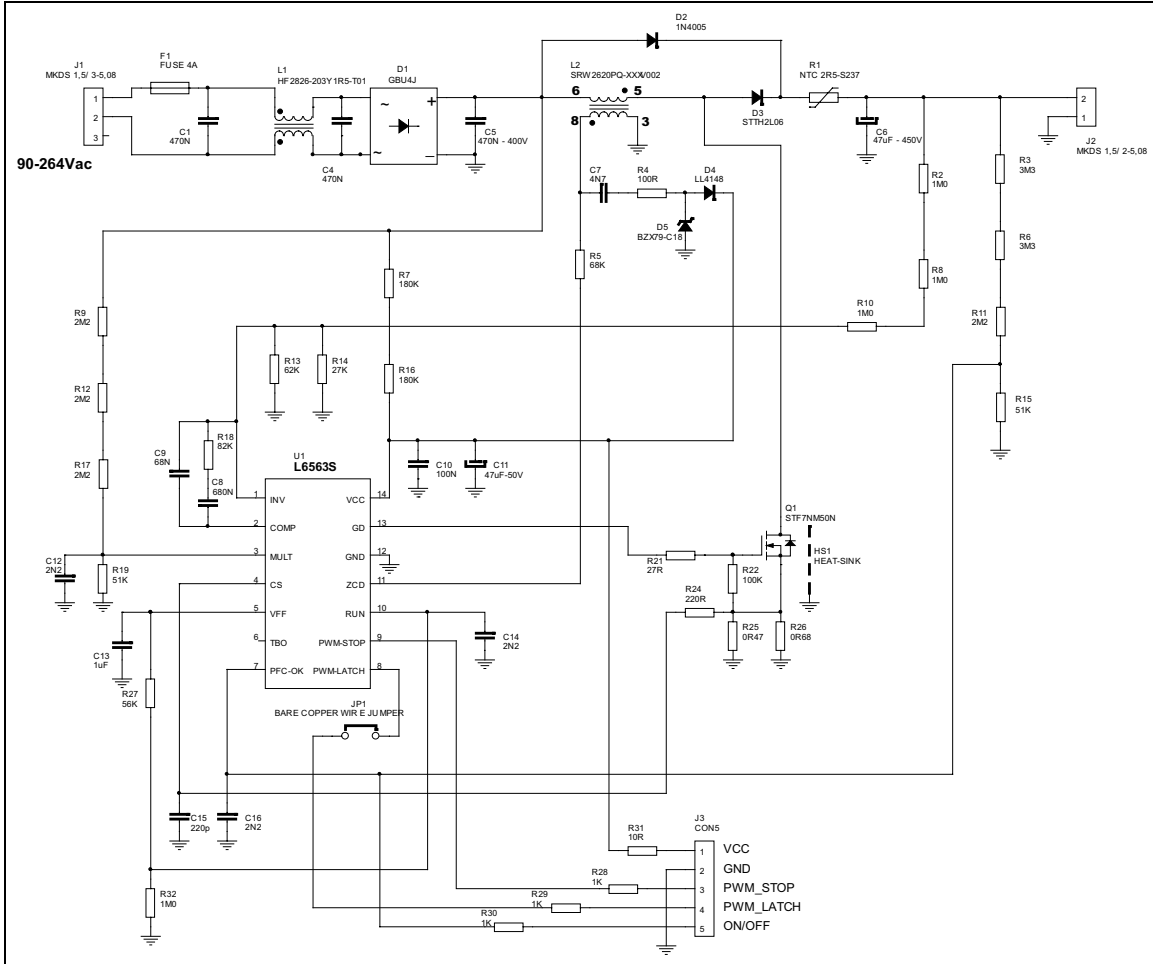 D2
1N4005
J1
MKDS 1,5/ 3-5,08
1
2
3
90-264Vac
F1
FUSE 4A
C1
470N
L1
HF2826-203Y1R5-T01
C4
470N
D1
GBU4J
~
~
+
−
C5
470N - 400V
L2
SRW2620PQ-XXXV002
6
5
8
3
D3
STTH2L06
R1
NTC 2R5-S237
C6
47uF - 450V
2
1
J2
MKDS 1,5/ 2-5,08
C7
4N7
R4
100R
D4
LL4148
D5
BZX79-C18
R5
68K
R2
1M0
R3
3M3
R6
3M3
R8
1M0
R10
1M0
R11
2M2
R15
51K
R7
180K
R9
2M2
R13
62K
R14
27K
R16
180K
R12
2M2
R17
2M2
R18
82K
C9
68N
C8
680N
U1
L6563S
C10
100N
C11
47uF-50V
1 INV
2 COMP
3 MULT
4 CS
5 VFF
6 TBO
7 PFC-OK
VCC 14
GD 13
GND 12
ZCD 11
RUN 10
PWM-STOP 9
PWM-LATCH 8
C12
2N2
R19
51K
C13
1uF
R27
56K
C14
2N2
Q1
STF7NM50N
HS1
HEAT-SINK
R21
27R
R22
100K
R24
220R
R25
0R47
R26
0R68
JP1
BARE COPPER WIRE JUMPER
C15
220p
C16
2N2
R32
1M0
R31
10R
R28
1K
R29
1K
R30
1K
J3
CON5
1 VCC
2 GND
3 PWM_STOP
4 PWM_LATCH
5 ON/OFF